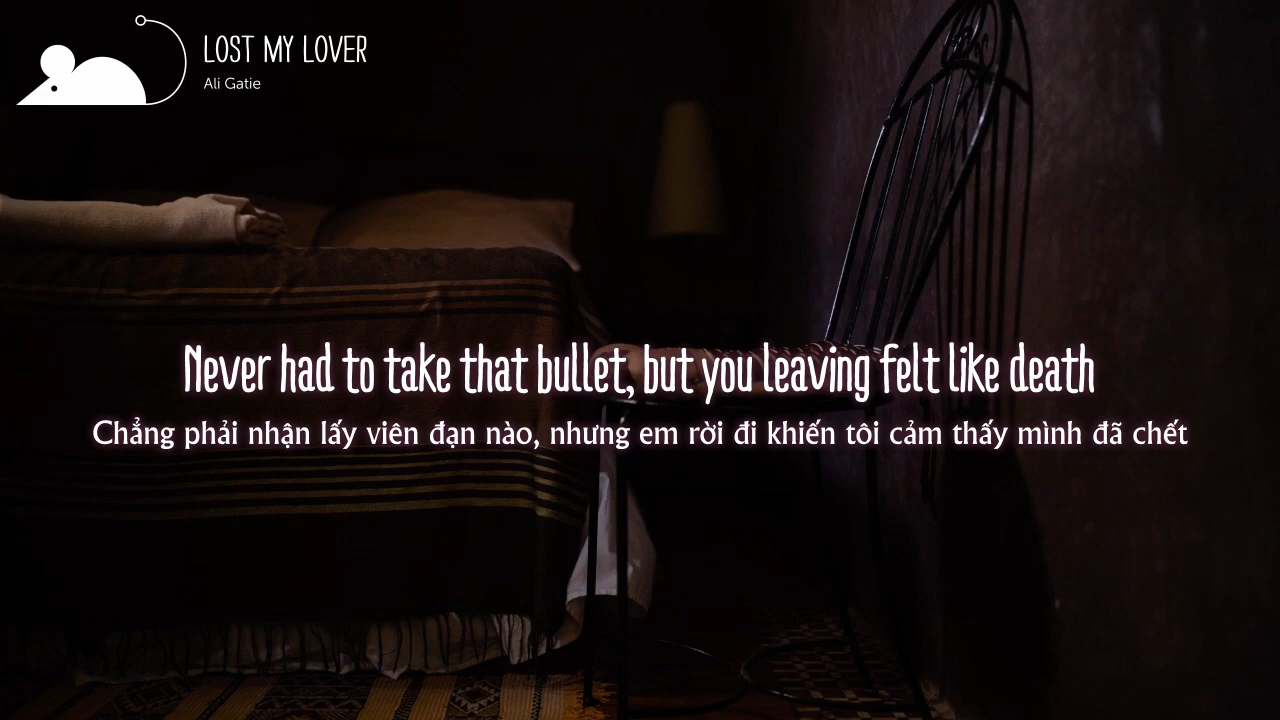 LOST MY LOVER
Ali Gatie
Never had to take that bullet, but you leaving felt like death
Chẳng phải nhận lấy viên đạn nào, nhưng em rời đi khiến tôi cảm thấy mình đã chết